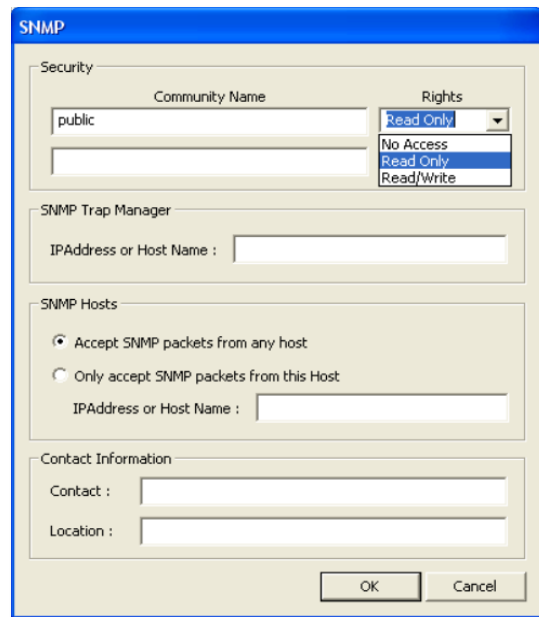 SNMP
Security
Community Name Rights
public Read Only
No Access
Read Only
Read/Write
SNMP Trap Manager
IPAddress or Host Name :
SNMP Hosts
Accept SNMP packets from any host
Only accept SNMP packets from this Host
IPAddress or Host Name :
Contact Information
Contact :
Location :
OK Cancel